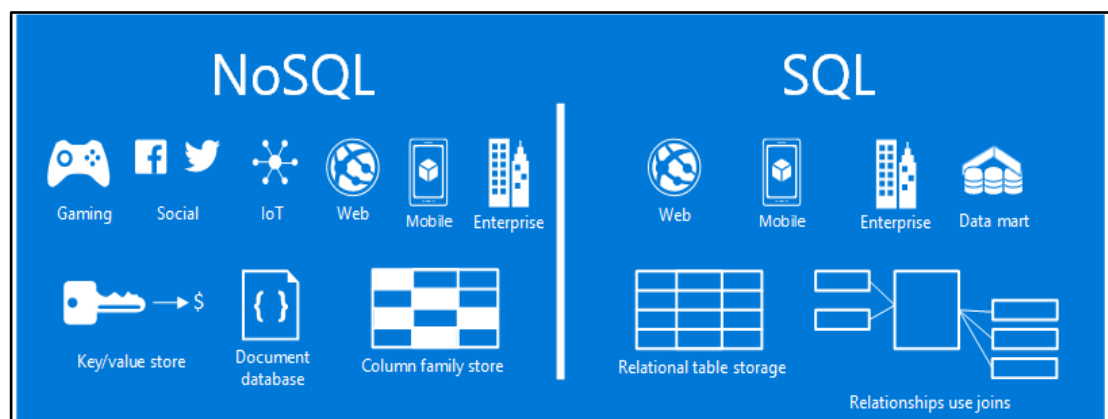 NoSQL
SQL
Gaming
Social
IoT
Web
Mobile
Enterprise
Web
Mobile
Enterprise
Data mart
$
{ }
Key/value store
Document
database
Column family store
Relational table storage
Relationships use joins